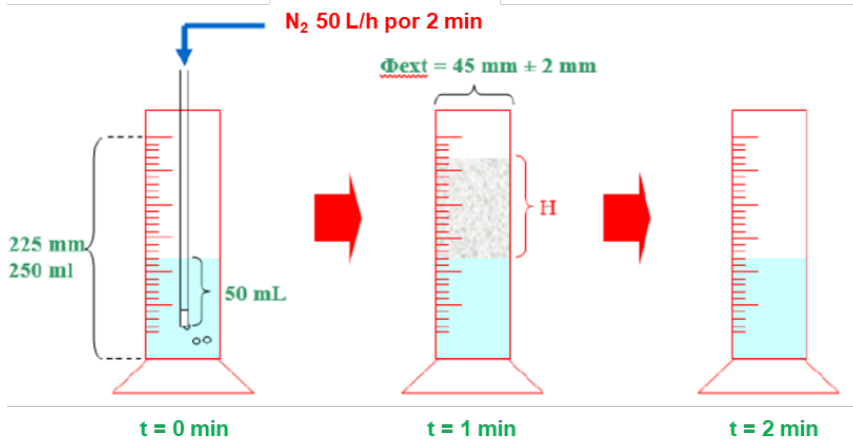 N₂ 50 L/h por 2 min
Φext = 45 mm ± 2 mm
H
225 mm
250 ml
50 mL
t = 0 min
t = 1 min
t = 2 min